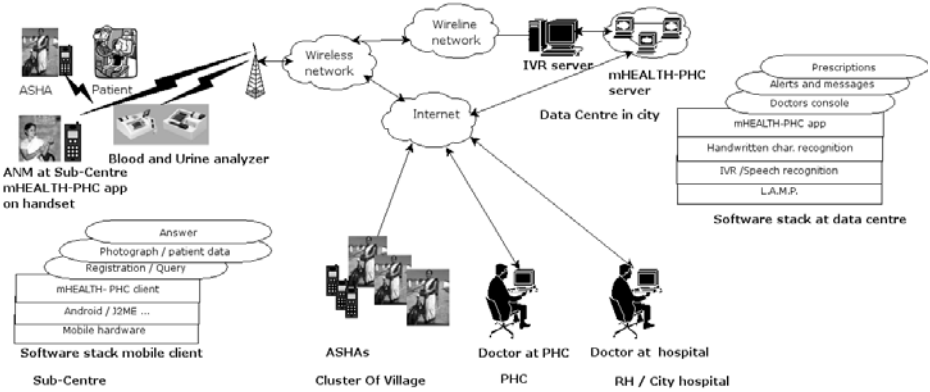 Wireline
network
Wireless
network
IVR server
mHEALTH-PHC
server
Data Centre in city
Internet
ASHA
Patient
Blood and Urine analyzer
ANM at Sub-Centre
mHEALTH-PHC app
on handset
Prescriptions
Alerts and messages
Doctors console
mHEALTH-PHC app
Handwritten char. recognition
IVR /Speech recognition
L.A.M.P.
Software stack at data centre
Answer
Photograph / patient data
Registration / Query
mHEALTH- PHC client
Android / J2ME ...
Mobile hardware
Software stack mobile client
Sub-Centre
ASHAs
Cluster Of Village
Doctor at PHC
PHC
Doctor at hospital
RH / City hospital